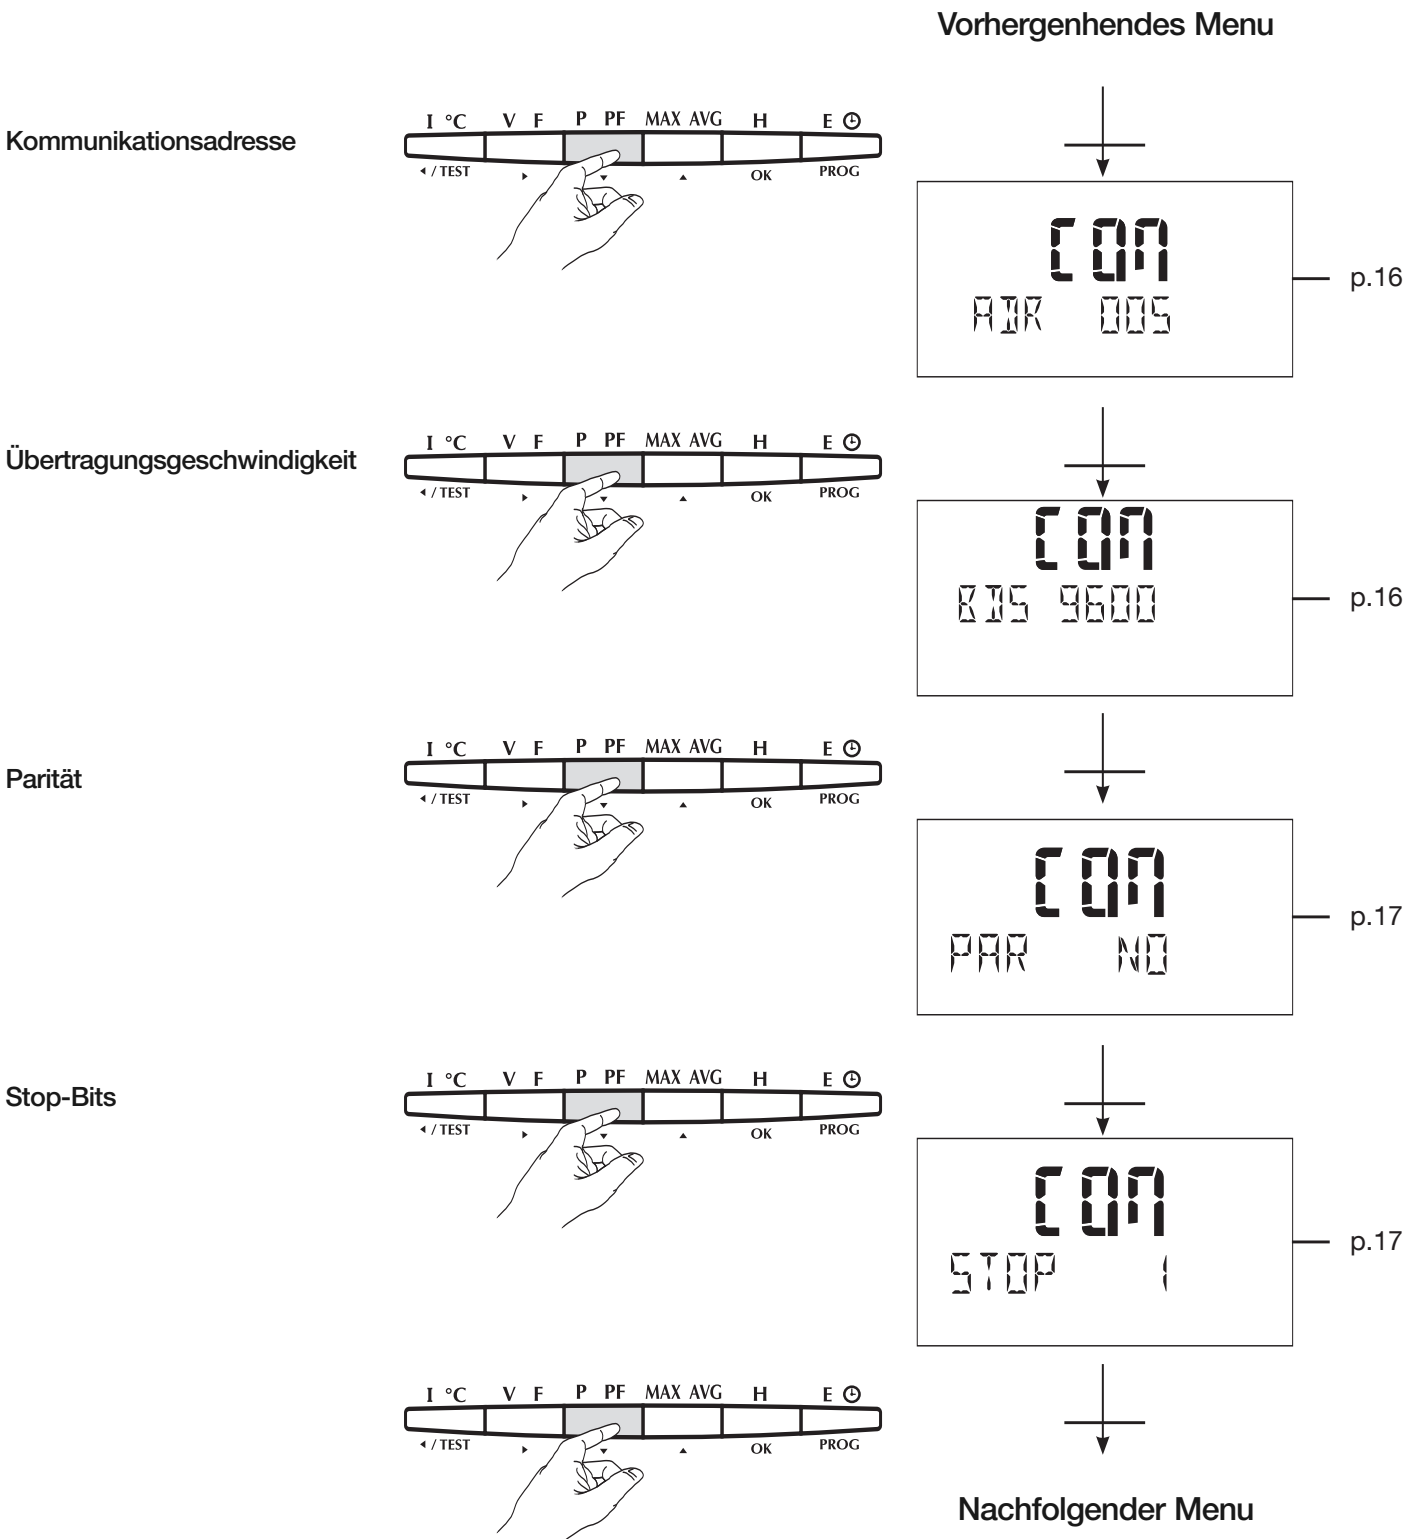 Vorhergenhendes Menu
Kommunikationsadresse
I °C V F P PF MAX AVG H E
/ TEST OK PROG
COM
ADR 005
p.16
Übertragungsgeschwindigkeit
I °C V F P PF MAX AVG H E
/ TEST OK PROG
COM
BDS 9600
p.16
Parität
I °C V F P PF MAX AVG H E
/ TEST OK PROG
COM
PAR NO
p.17
Stop-Bits
I °C V F P PF MAX AVG H E
/ TEST OK PROG
COM
STOP 1
p.17
I °C V F P PF MAX AVG H E
/ TEST OK PROG
Nachfolgender Menu